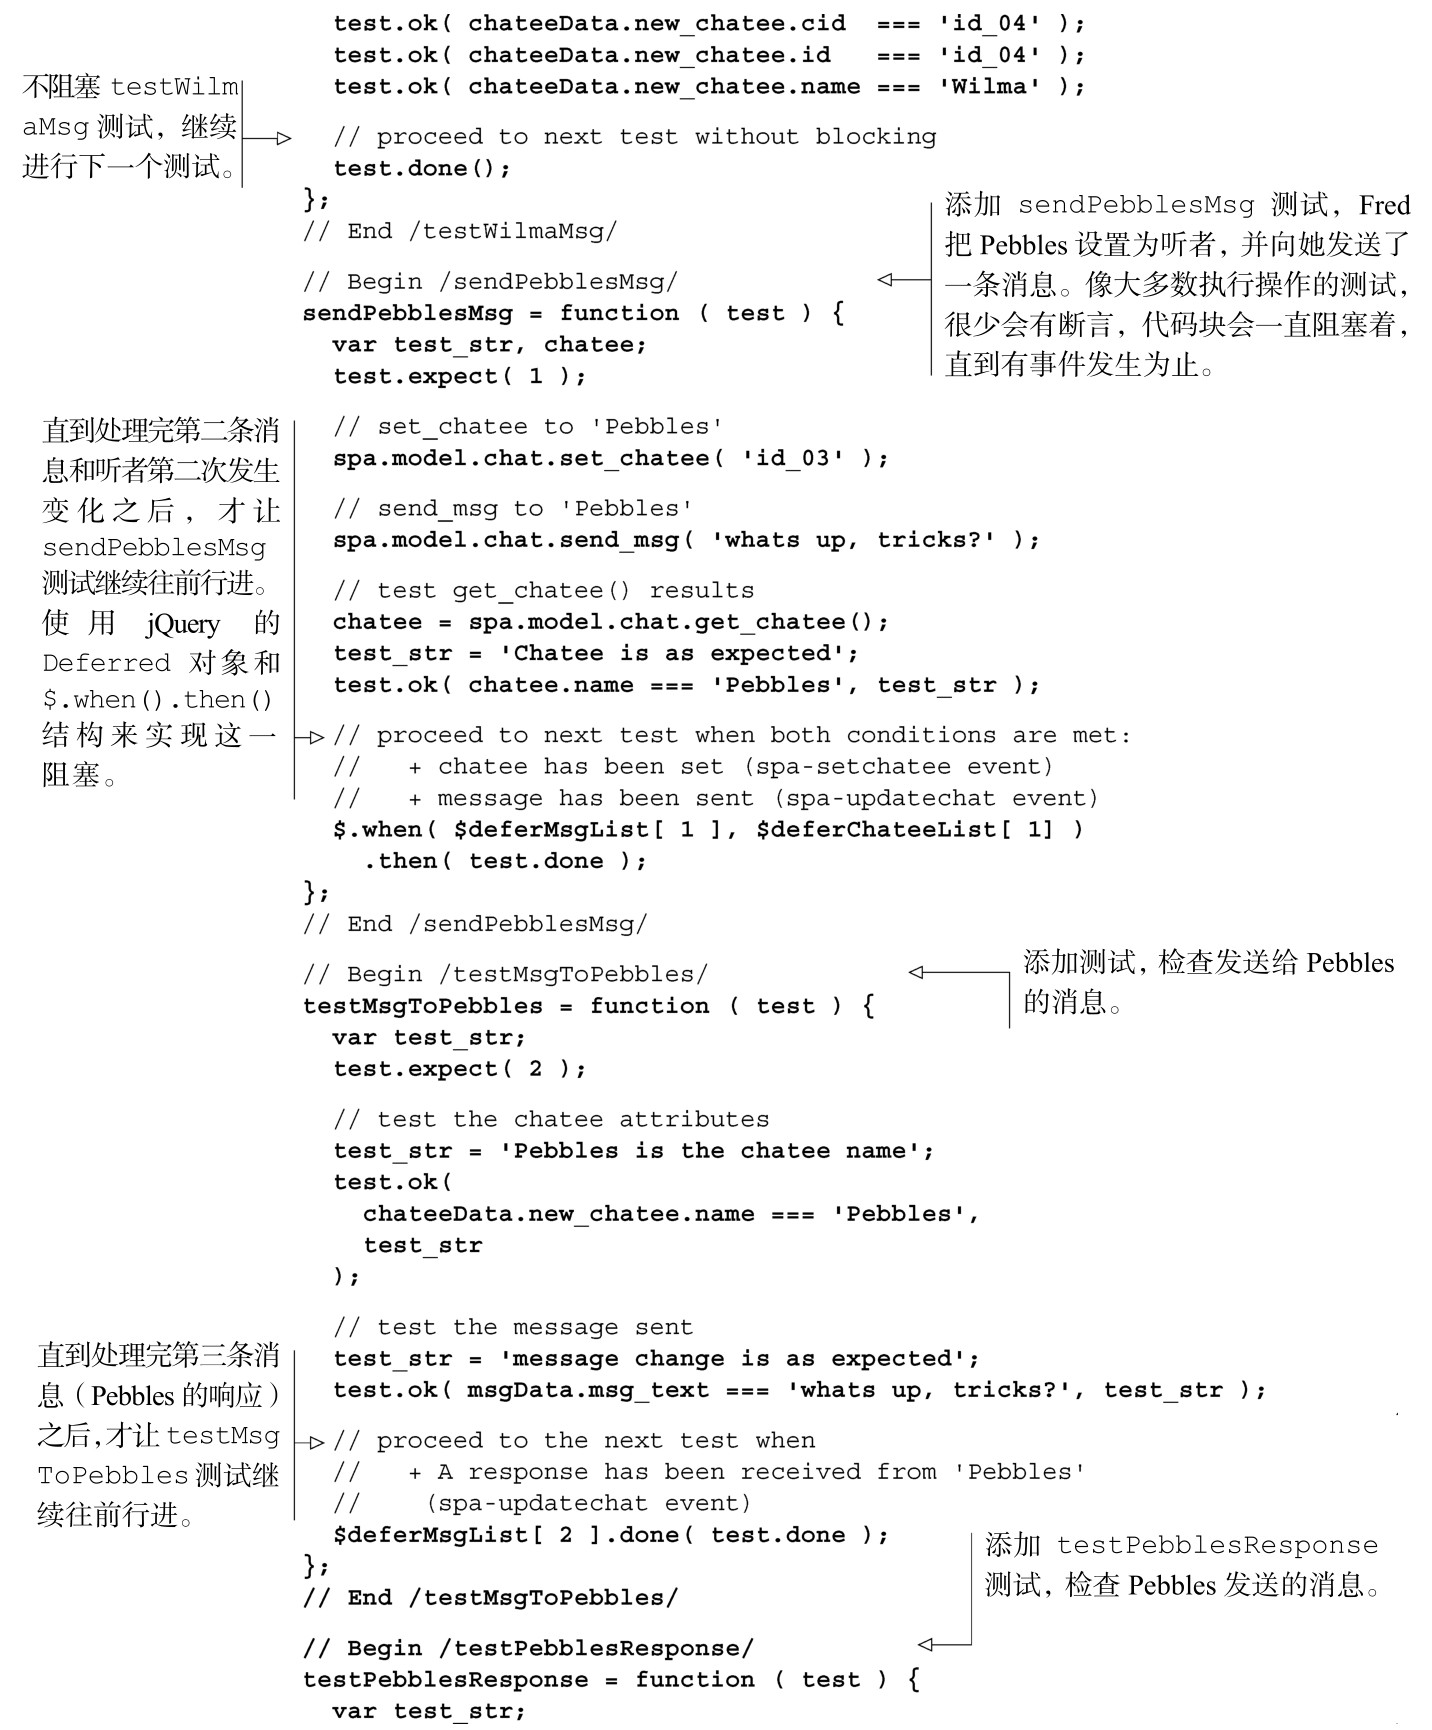 test.ok( chateeData.new_chatee.cid  === 'id_04' );
test.ok( chateeData.new_chatee.id   === 'id_04' );
test.ok( chateeData.new_chatee.name === 'Wilma' );
不阻塞 testWilm
aMsg 测试，继续
进行下一个测试。
// proceed to next test without blocking
test.done();
};
// End /testWilmaMsg/
添加 sendPebblesMsg 测试，Fred
把 Pebbles 设置为听者，并向她发送了
一条消息。像大多数执行操作的测试，
很少会有断言，代码块会一直阻塞着，
直到有事件发生为止。
// Begin /sendPebblesMsg/
sendPebblesMsg = function ( test ) {
var test_str, chatee;
test.expect( 1 );
直到处理完第二条消
息和听者第二次发生
变化之后，才让
sendPebblesMsg
测试继续往前行进。
使用 jQuery 的
Deferred 对象和
$.when().then()
结构来实现这一
阻塞。
// set_chatee to 'Pebbles'
spa.model.chat.set_chatee( 'id_03' );
// send_msg to 'Pebbles'
spa.model.chat.send_msg( 'whats up, tricks?' );
// test get_chatee() results
chatee = spa.model.chat.get_chatee();
test_str = 'Chatee is as expected';
test.ok( chatee.name === 'Pebbles', test_str );
// proceed to next test when both conditions are met:
//   + chatee has been set (spa-setchatee event)
//   + message has been sent (spa-updatechat event)
$.when( $deferMsgList[ 1 ], $deferChateeList[ 1] )
.then( test.done );
};
// End /sendPebblesMsg/
添加测试，检查发送给 Pebbles
的消息。
// Begin /testMsgToPebbles/
testMsgToPebbles = function ( test ) {
var test_str;
test.expect( 2 );
// test the chatee attributes
test_str = 'Pebbles is the chatee name';
test.ok(
chateeData.new_chatee.name === 'Pebbles',
test_str
);
// test the message sent
test_str = 'message change is as expected';
test.ok( msgData.msg_text === 'whats up, tricks?', test_str );
直到处理完第三条消
息（Pebbles 的响应）
之后，才让 testMsg
ToPebbles 测试继
续往前行进。
// proceed to the next test when
//   + A response has been received from 'Pebbles'
//    (spa-updatechat event)
$deferMsgList[ 2 ].done( test.done );
};
// End /testMsgToPebbles/
添加 testPebblesResponse
测试，检查 Pebbles 发送的消息。
// Begin /testPebblesResponse/
testPebblesResponse = function ( test ) {
var test_str;